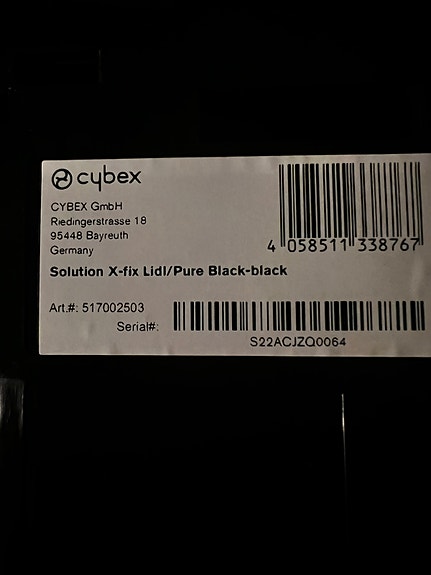 cybex
CYBEX GmbH
Riedingerstrasse 18
95448 Bayreuth
Germany
4 058511 338767
Solution X-fix Lidl/Pure Black-black
Art.#: 517002503
Serial#:
S22ACJZQ0064